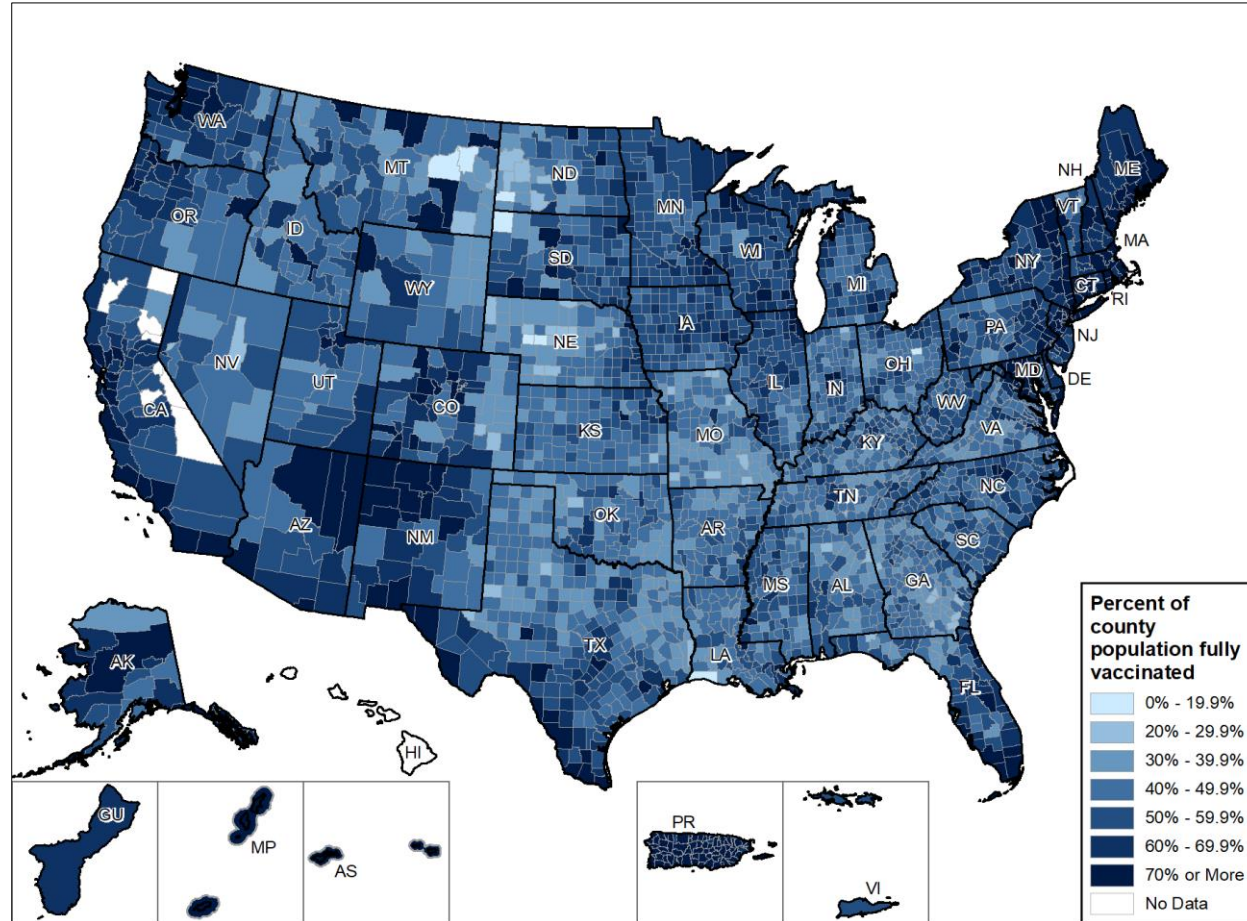 WA
MT
ND
MN
OR
ID
SD
WI
MI
NY
NH
VT
ME
MA
CT
RI
WY
IA
NE
PA
NJ
NV
UT
CO
IL
IN
OH
MD
DE
WV
CA
KS
MO
KY
VA
AZ
NM
OK
AR
TN
NC
SC
TX
LA
MS
AL
GA
FL
AK
HI
GU
MP
AS
PR
VI
Percent of
county
population fully
vaccinated
0% - 19.9%
20% - 29.9%
30% - 39.9%
40% - 49.9%
50% - 59.9%
60% - 69.9%
70% or More
No Data